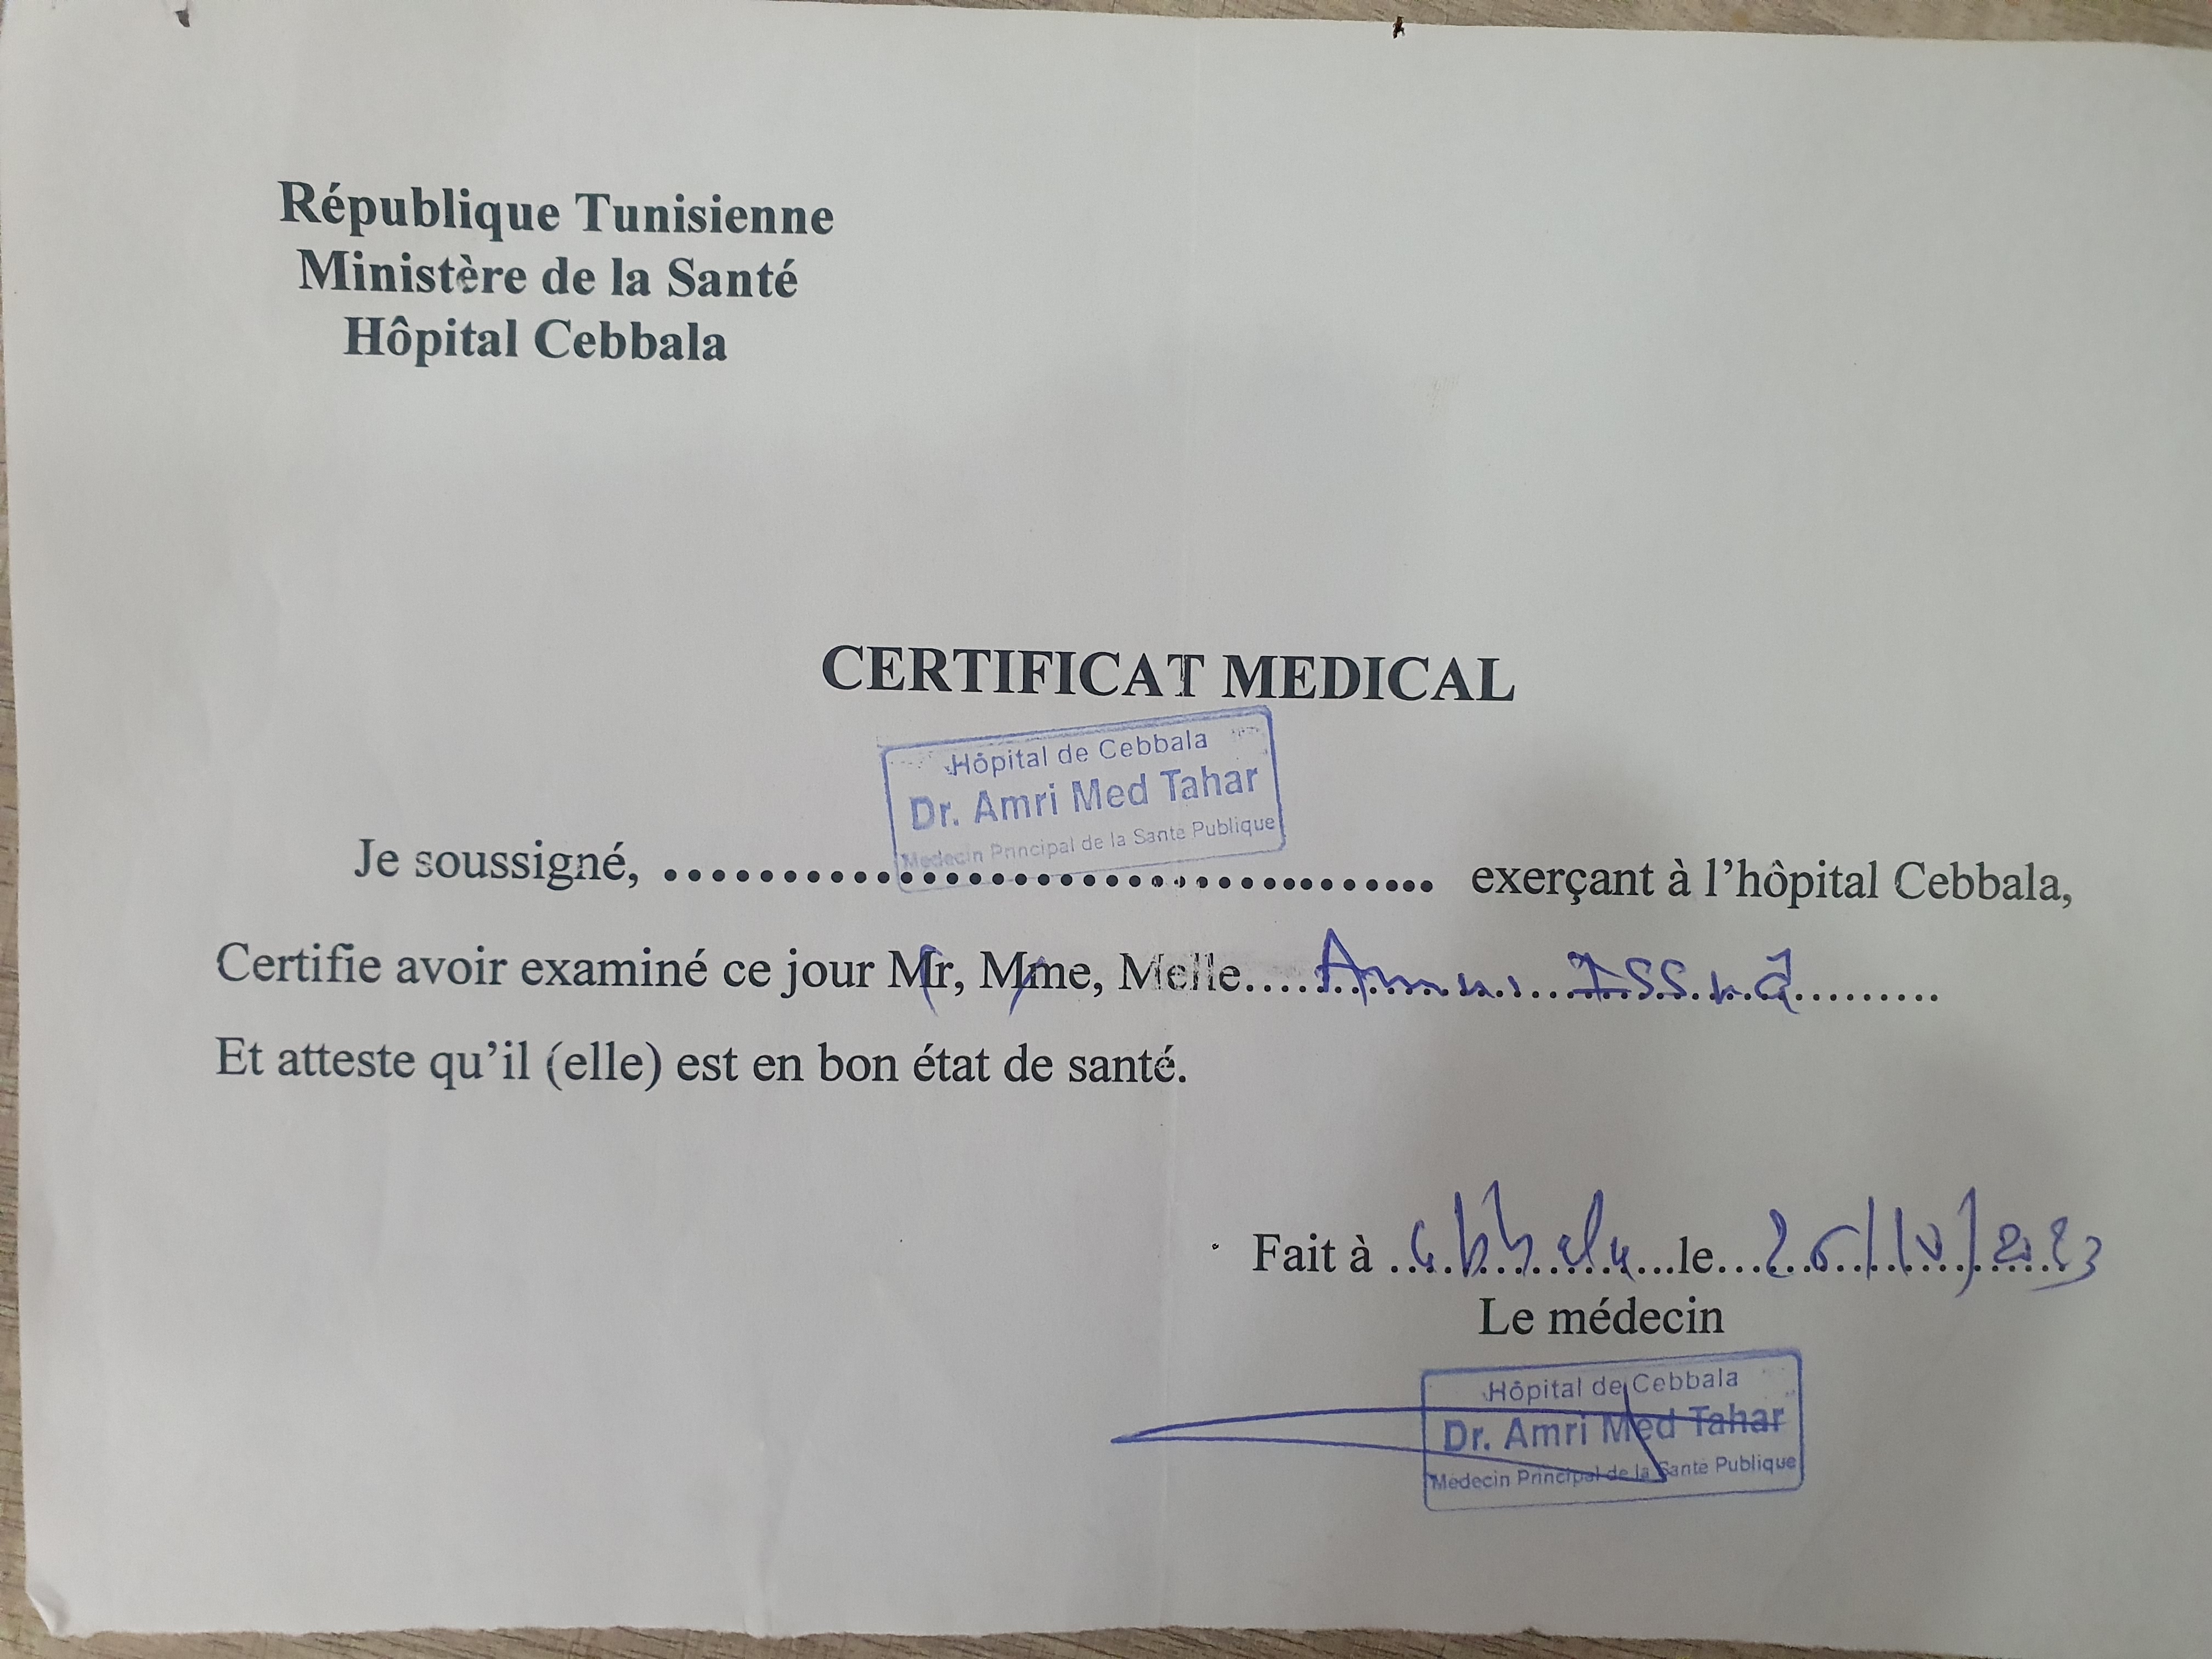 République Tunisienne
Ministère de la Santé
Hôpital Cebbala
CERTIFICAT MEDICAL
Hôpital de Cebbala
Dr. Amri Med Tahar
Medecin Principal de la Sante Publique
Je soussigné, .................................... exerçant à l'hôpital Cebbala,
Certifie avoir examiné ce jour Mr, Mme, Melle....
Et atteste qu'il (elle) est en bon état de santé.
Fait à ..Cebbala...le...
Le médecin
Hôpital de Cebbala
Dr. Amri Med Tahar
Medecin Principal de la Sante Publique